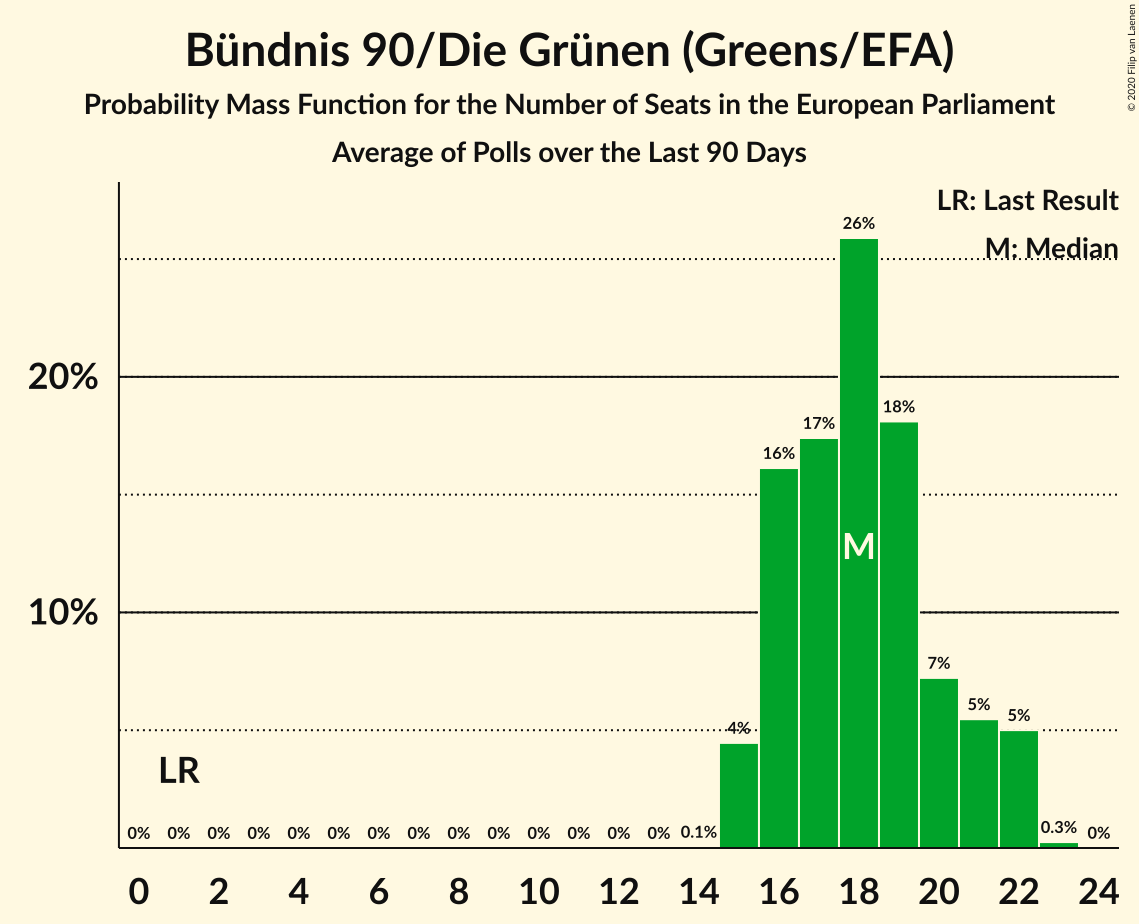 Bündnis 90/Die Grünen (Greens/EFA)
Probability Mass Function for the Number of Seats in the European Parliament
Average of Polls over the Last 90 Days
© 2020 Filip van Laenen
LR: Last Result
M: Median
20%
10%
26%
18%
17%
16%
M
7%
5%
5%
4%
LR
0% 0% 0% 0% 0% 0% 0% 0% 0% 0% 0% 0% 0% 0% 0.1% 0.3% 0%
0 2 4 6 8 10 12 14 16 18 20 22 24